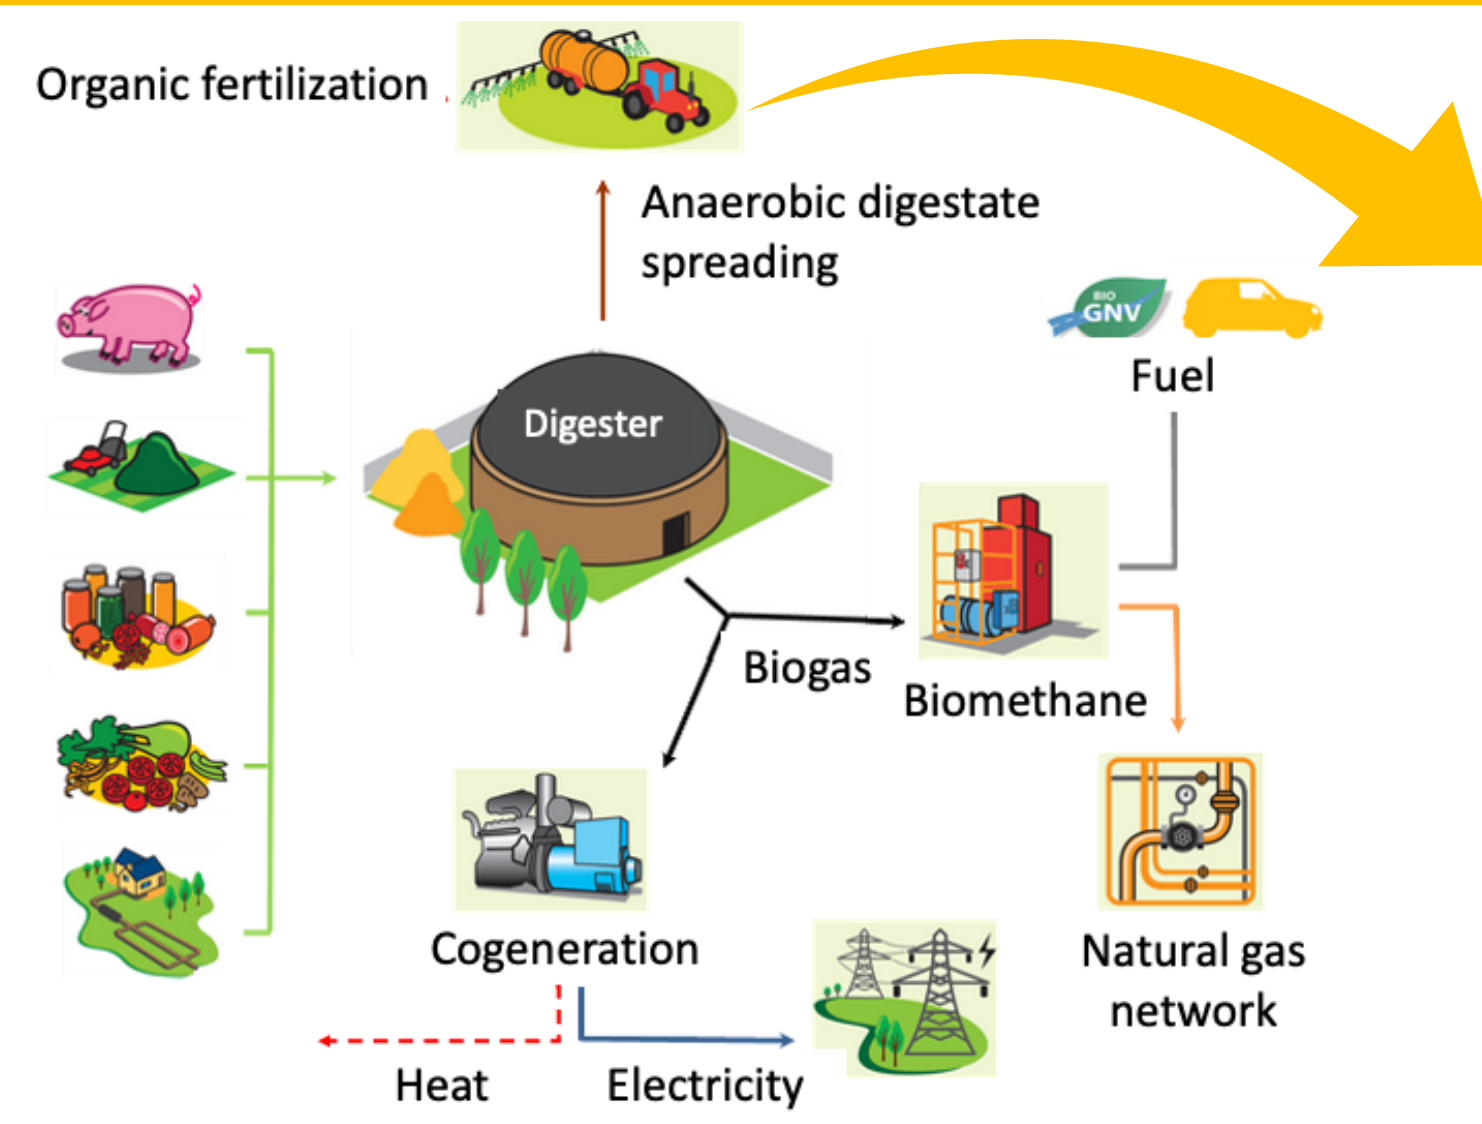 Organic fertilization
Anaerobic digestate
spreading
BIO
GNV
Fuel
Digester
Biogas
Biomethane
Cogeneration
Natural gas
network
Heat
Electricity